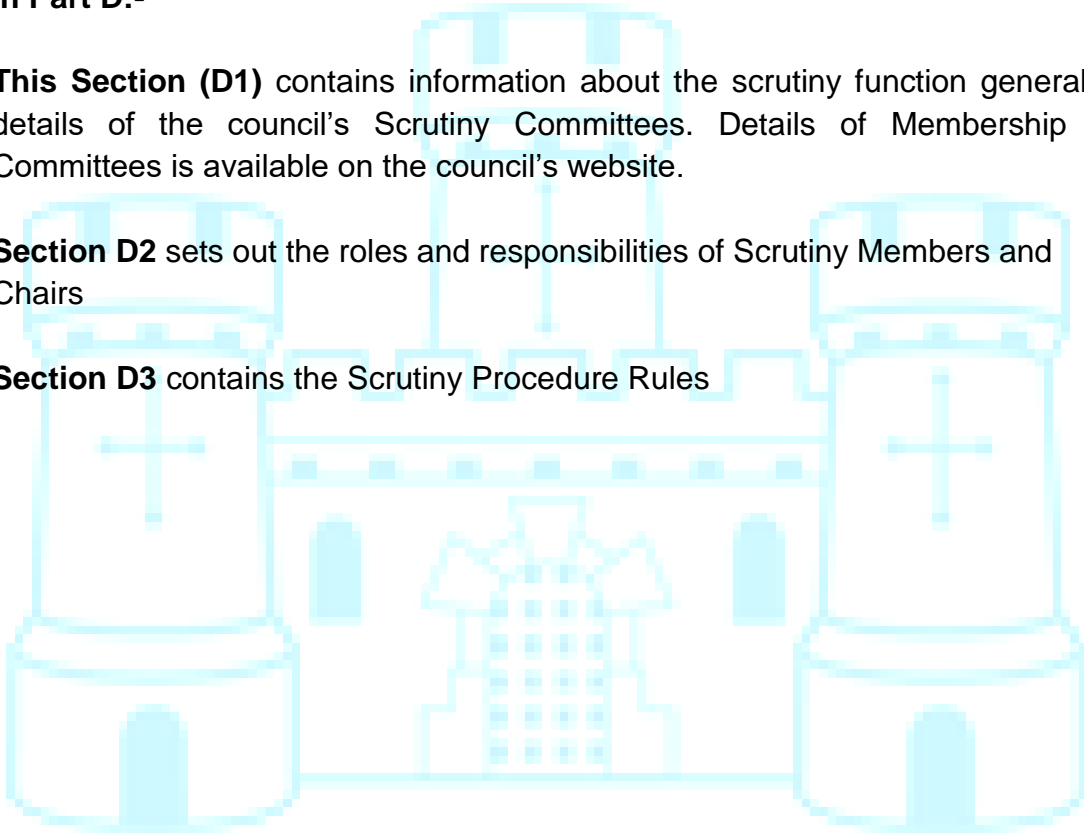 In Part D:-
This Section (D1) contains information about the scrutiny function general
details of the council's Scrutiny Committees. Details of Membership
Committees is available on the council's website.
Section D2 sets out the roles and responsibilities of Scrutiny Members and
Chairs
Section D3 contains the Scrutiny Procedure Rules